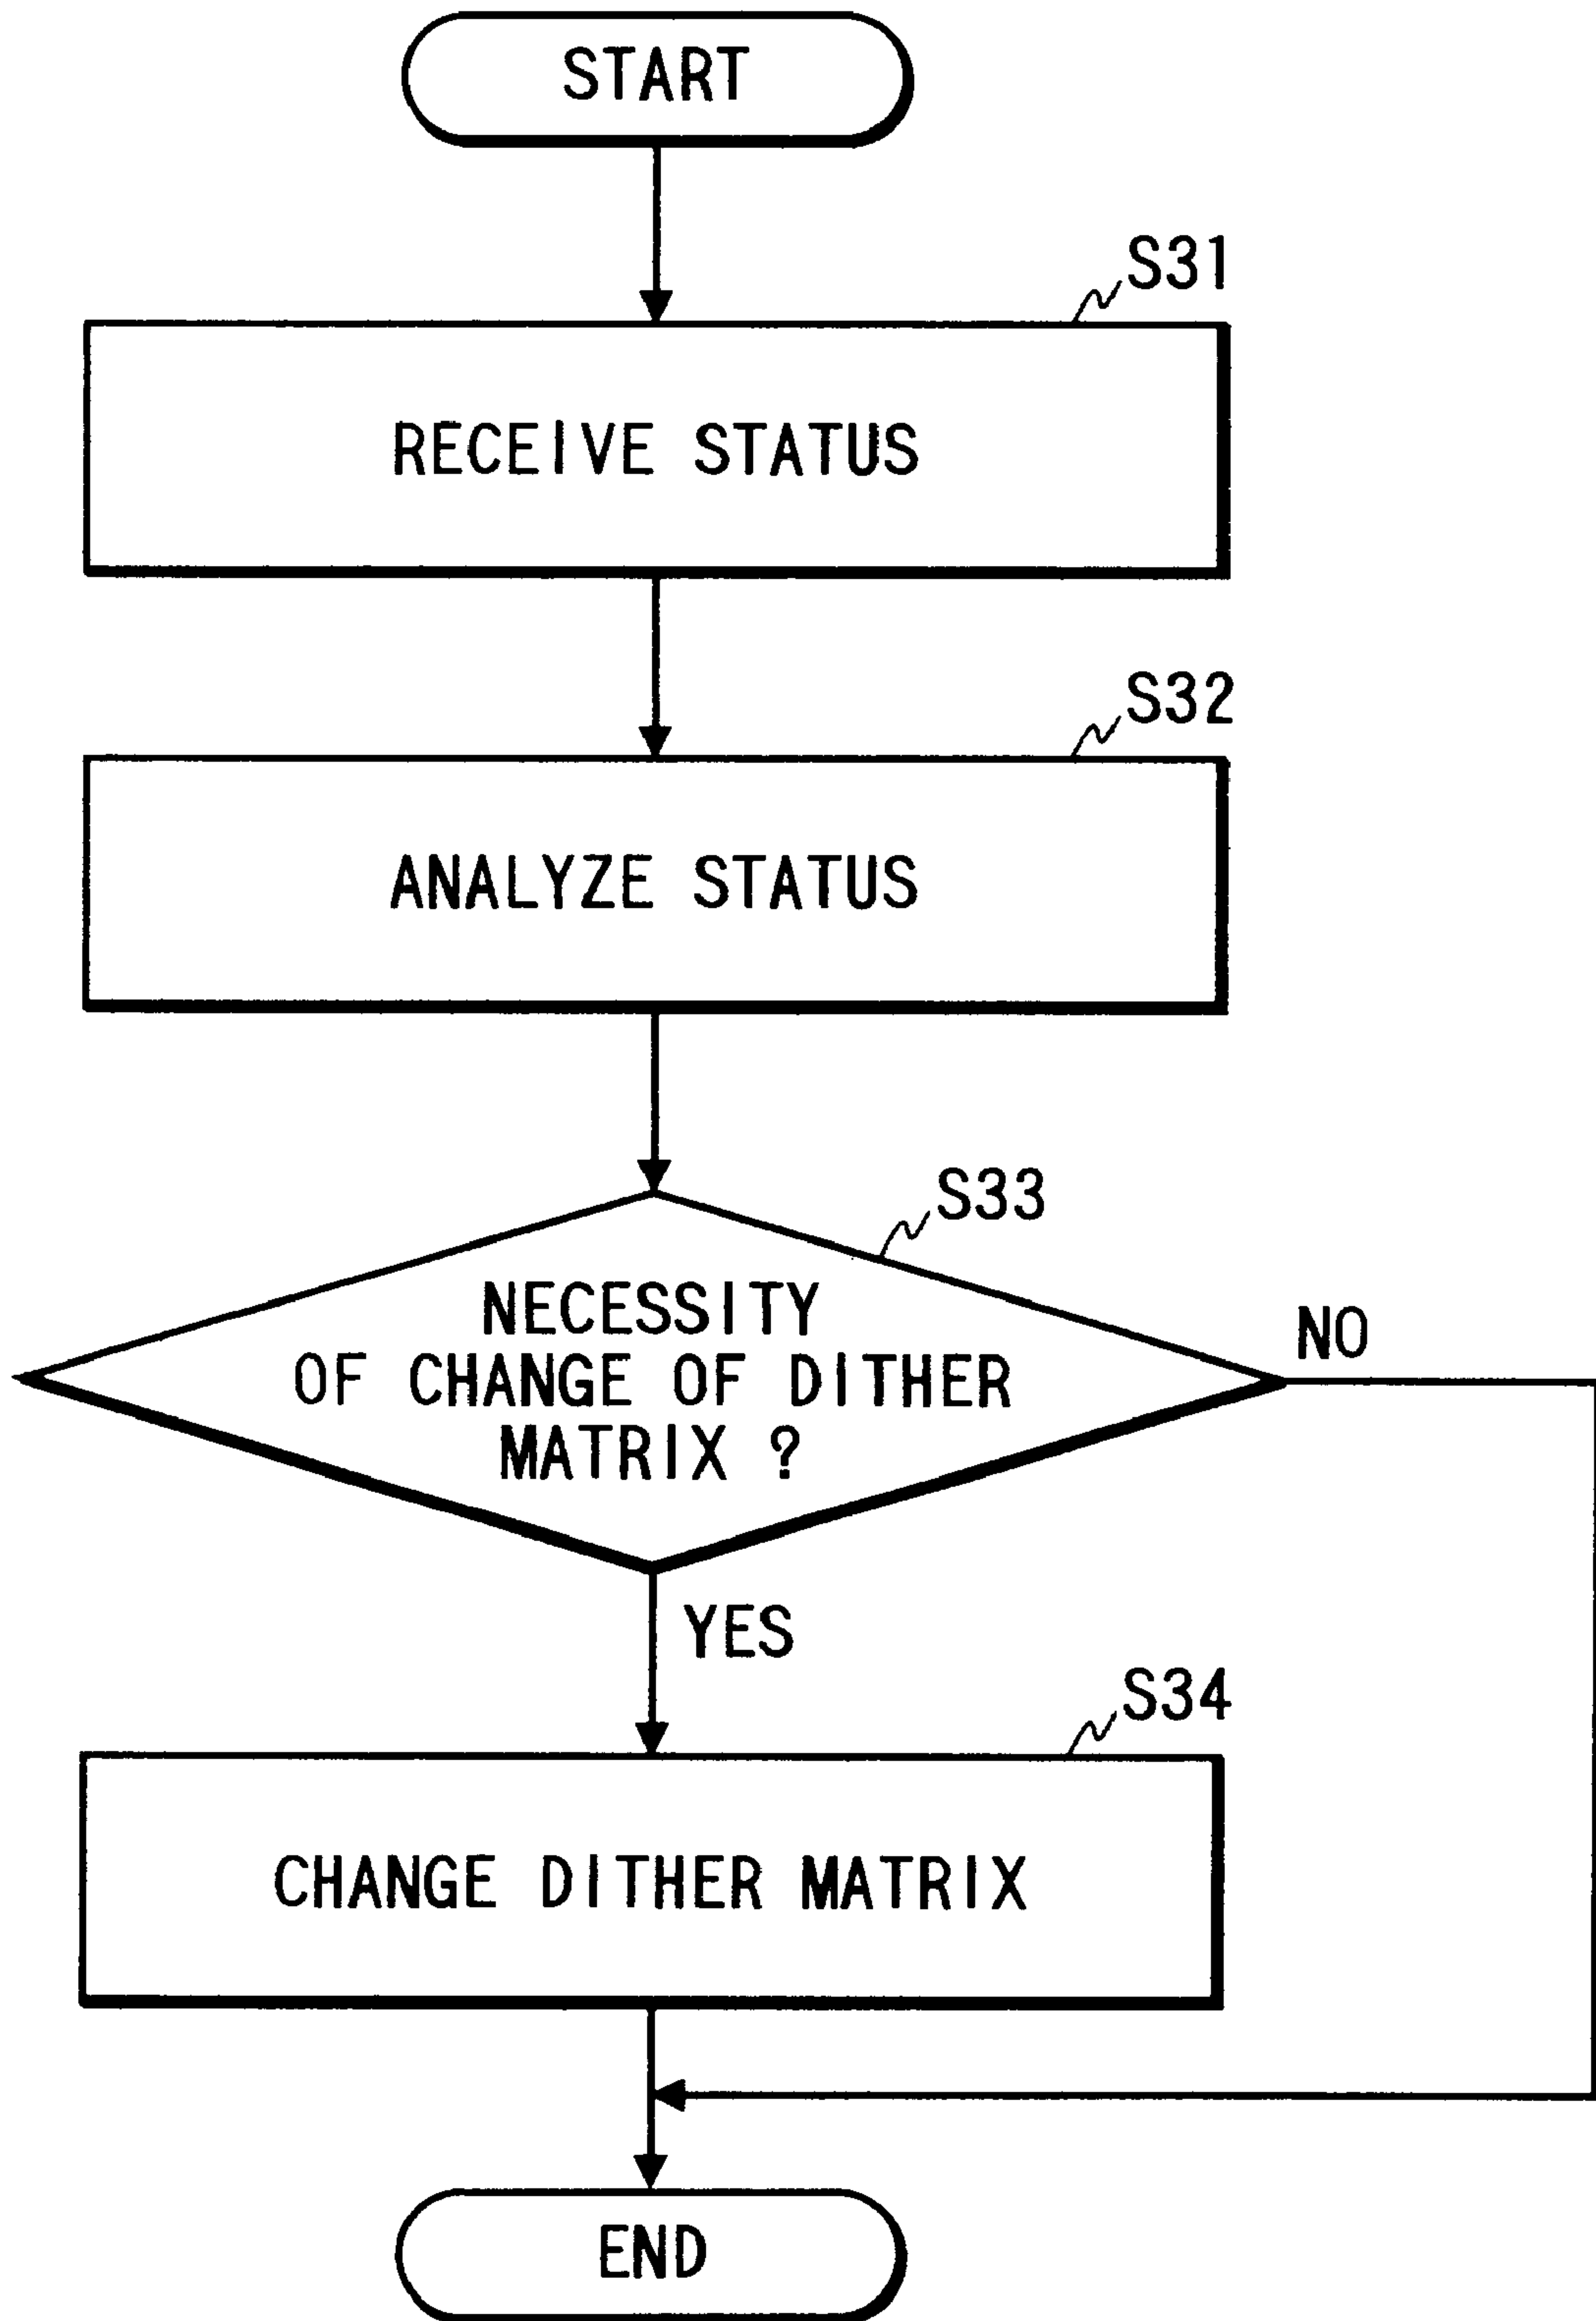 START
S31
RECEIVE STATUS
S32
ANALYZE STATUS
S33
NECESSITY
OF CHANGE OF DITHER
MATRIX ?
NO
YES
S34
CHANGE DITHER MATRIX
END